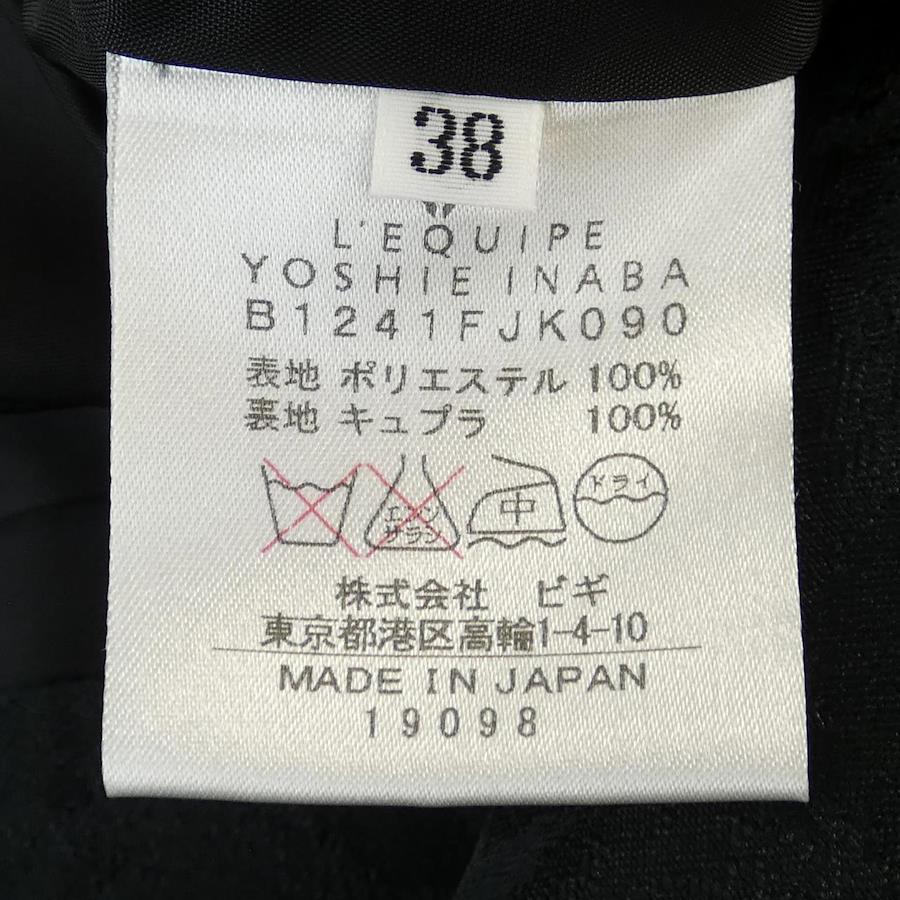 38
L'EQUIPE
YOSHIE INABA
B1241FJK090
表地 ポリエステル 100%
裏地 キュプラ 100%
エンソ
サラシ
中
ドライ
株式会社 ビギ
東京都港区高輪1-4-10
MADE IN JAPAN
19098